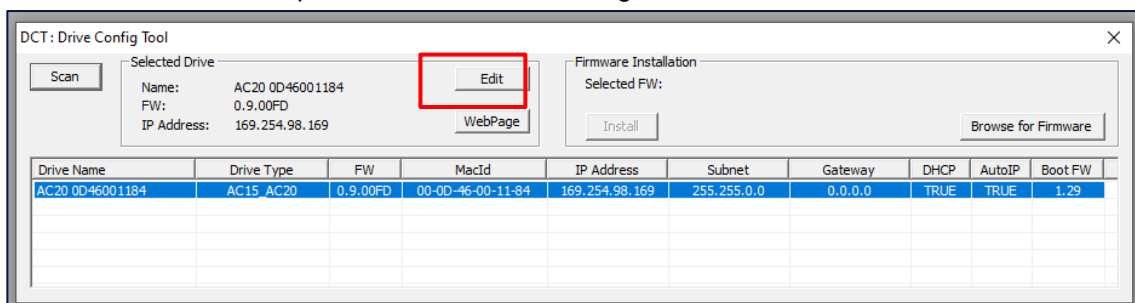 DCT : Drive Config Tool
Scan
Selected Drive
Name: AC20 0D46001184
FW: 0.9.00FD
IP Address: 169.254.98.169
Edit
WebPage
Firmware Installation
Selected FW:
Install
Browse for Firmware
Drive Name Drive Type FW MacId IP Address Subnet Gateway DHCP AutoIP Boot FW
AC20 0D46001184 AC15_AC20 0.9.00FD 00-0D-46-00-11-84 169.254.98.169 255.255.0.0 0.0.0.0 TRUE TRUE 1.29